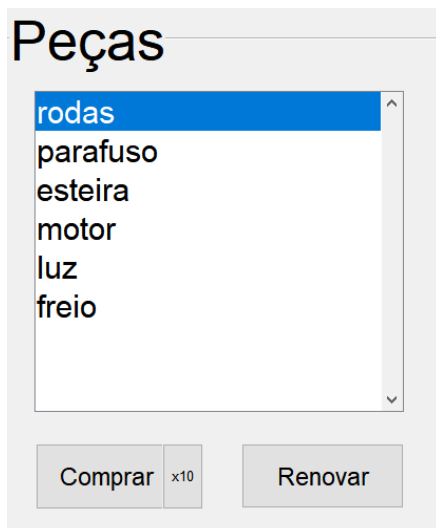 Peças
rodas
parafuso
esteira
motor
luz
freio
Comprar x10 Renovar